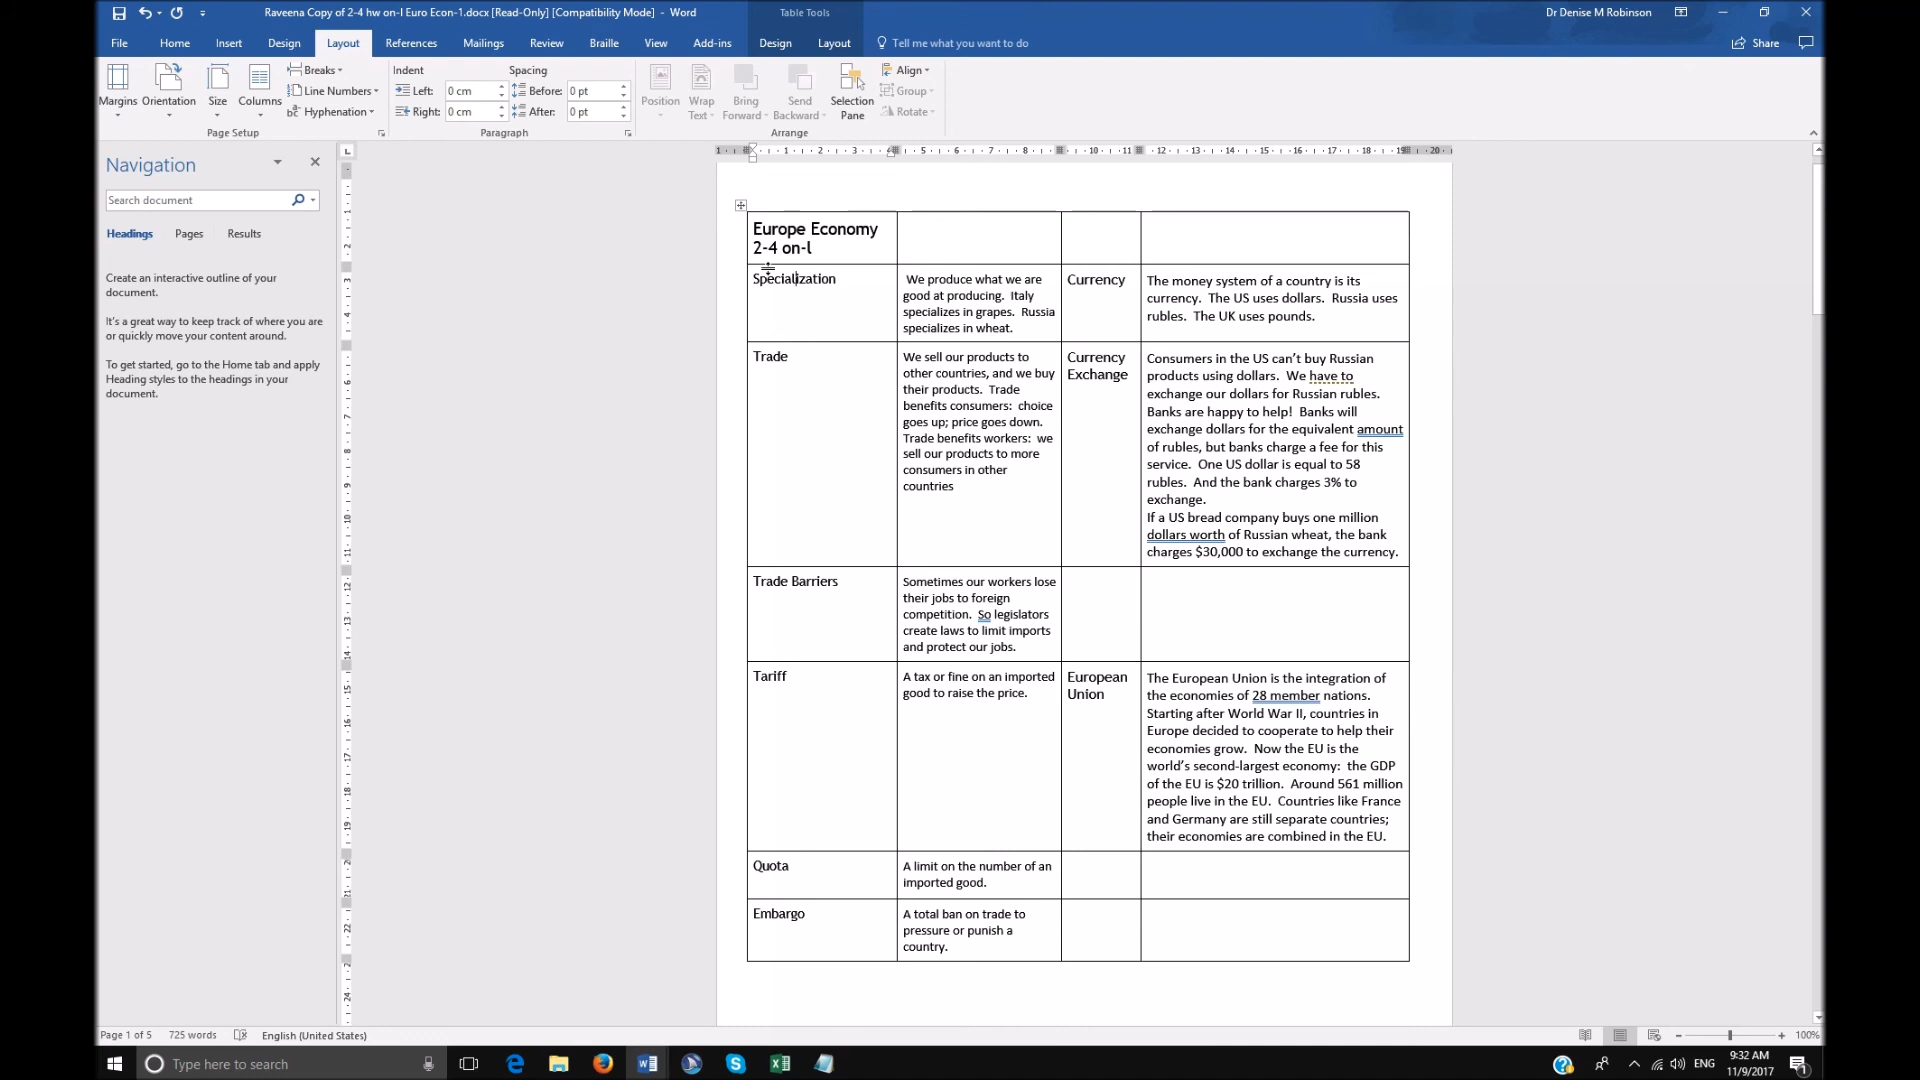 Raveena Copy of 2-4 hw on-l Euro Econ-1.docx [Read-Only] [Compatibility Mode] - Word
Table Tools
Dr Denise M Robinson
File Home Insert Design Layout References Mailings Review Braille View Add-ins Design Layout Tell me what you want to do
Share
Margins
Orientation
Size
Columns
Breaks
Line Numbers
Hyphenation
Page Setup
Indent
Left: 0 cm
Right: 0 cm
Spacing
Before: 0 pt
After: 0 pt
Paragraph
Position
Wrap
Text
Bring
Forward
Send
Backward
Selection
Pane
Align
Group
Rotate
Arrange
Navigation
Search document
Headings Pages Results
Create an interactive outline of your
document.
It's a great way to keep track of where you are
or quickly move your content around.
To get started, go to the Home tab and apply
Heading styles to the headings in your
document.
Europe Economy
2-4 on-l
Specialization
We produce what we are
good at producing. Italy
specializes in grapes. Russia
specializes in wheat.
Currency
The money system of a country is its
currency. The US uses dollars. Russia uses
rubles. The UK uses pounds.
Trade
We sell our products to
other countries, and we buy
their products. Trade
benefits consumers: choice
goes up; price goes down.
Trade benefits workers: we
sell our products to more
consumers in other
countries
Currency
Exchange
Consumers in the US can’t buy Russian
products using dollars. We have to
exchange our dollars for Russian rubles.
Banks are happy to help! Banks will
exchange dollars for the equivalent amount
of rubles, but banks charge a fee for this
service. One US dollar is equal to 58
rubles. And the bank charges 3% to
exchange.
If a US bread company buys one million
dollars worth of Russian wheat, the bank
charges $30,000 to exchange the currency.
Trade Barriers
Sometimes our workers lose
their jobs to foreign
competition. So legislators
create laws to limit imports
and protect our jobs.
Tariff
A tax or fine on an imported
good to raise the price.
European
Union
The European Union is the integration of
the economies of 28 member nations.
Starting after World War II, countries in
Europe decided to cooperate to help their
economies grow. Now the EU is the
world’s second-largest economy: the GDP
of the EU is $20 trillion. Around 561 million
people live in the EU. Countries like France
and Germany are still separate countries;
their economies are combined in the EU.
Quota
A limit on the number of an
imported good.
Embargo
A total ban on trade to
pressure or punish a
country.
Page 1 of 5 725 words English (United States)
100%
Type here to search
ENG
9:32 AM
11/9/2017